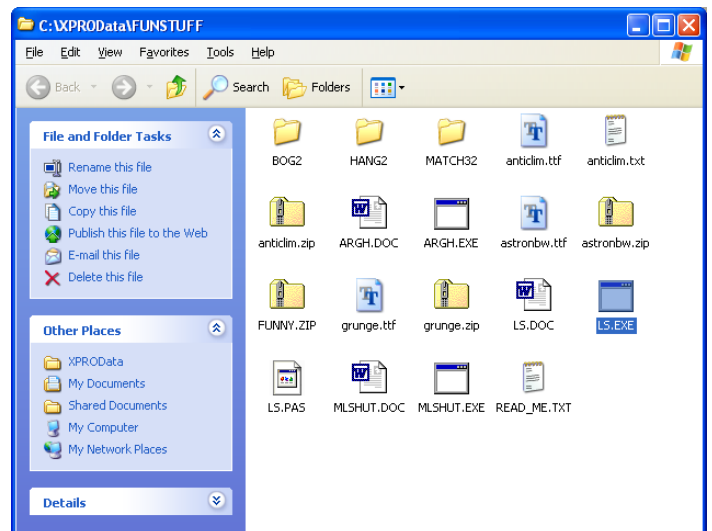 C:\XPROData\FUNSTUFF
File Edit View Favorites Tools Help
Back Search Folders
File and Folder Tasks
Rename this file
Move this file
Copy this file
Publish this file to the Web
E-mail this file
Delete this file
Other Places
XPROData
My Documents
Shared Documents
My Computer
My Network Places
Details
BOG2 HANG2 MATCH32 anticlim.ttf anticlim.txt
anticlim.zip ARGH.DOC ARGH.EXE astronbw.ttf astronbw.zip
FUNNY.ZIP grunge.ttf grunge.zip LS.DOC LS.EXE
LS.PAS MLSHUT.DOC MLSHUT.EXE READ_ME.TXT